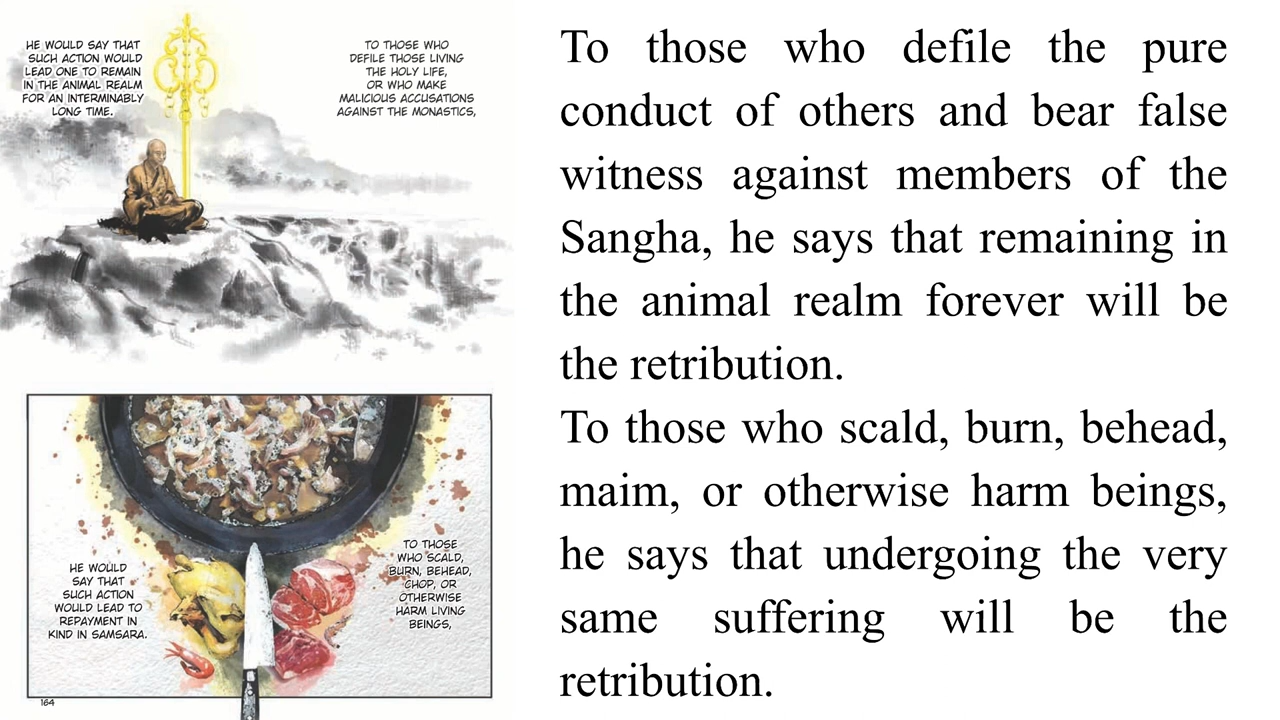 TO THOSE WHO
DEFILE THOSE LIVING
THE HOLY LIFE,
OR WHO MAKE
MALICIOUS ACCUSATIONS
AGAINST THE MONASTICS,
HE WOULD SAY THAT
SUCH ACTION WOULD
LEAD ONE TO REMAIN
IN THE ANIMAL REALM
FOR AN INTERMINABLY
LONG TIME.
TO THOSE
WHO SCALD,
BURN, BEHEAD,
CHOP, OR
OTHERWISE
HARM LIVING
BEINGS,
HE WOULD
SAY THAT
SUCH ACTION
WOULD LEAD TO
REPAYMENT IN
KIND IN SAMSARA.
164
To those who defile the pure
conduct of others and bear false
witness against members of the
Sangha, he says that remaining in
the animal realm forever will be
the retribution.
To those who scald, burn, behead,
maim, or otherwise harm beings,
he says that undergoing the very
same suffering will be the
retribution.